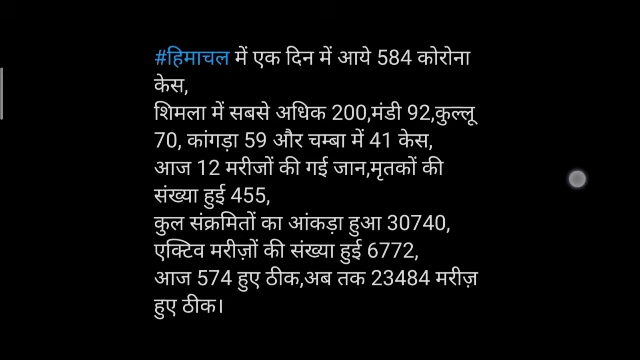 #हिमाचल में एक दिन में आये 584 कोरोना
केस,
शिमला में सबसे अधिक 200,मंडी 92,कुल्लू
70, कांगड़ा 59 और चम्बा में 41 केस,
आज 12 मरीजों की गई जान,मृतकों की
संख्या हुई 455,
कुल संक्रमितों का आंकड़ा हुआ 30740,
एक्टिव मरीज़ों की संख्या हुई 6772,
आज 574 हुए ठीक,अब तक 23484 मरीज़
हुए ठीक।